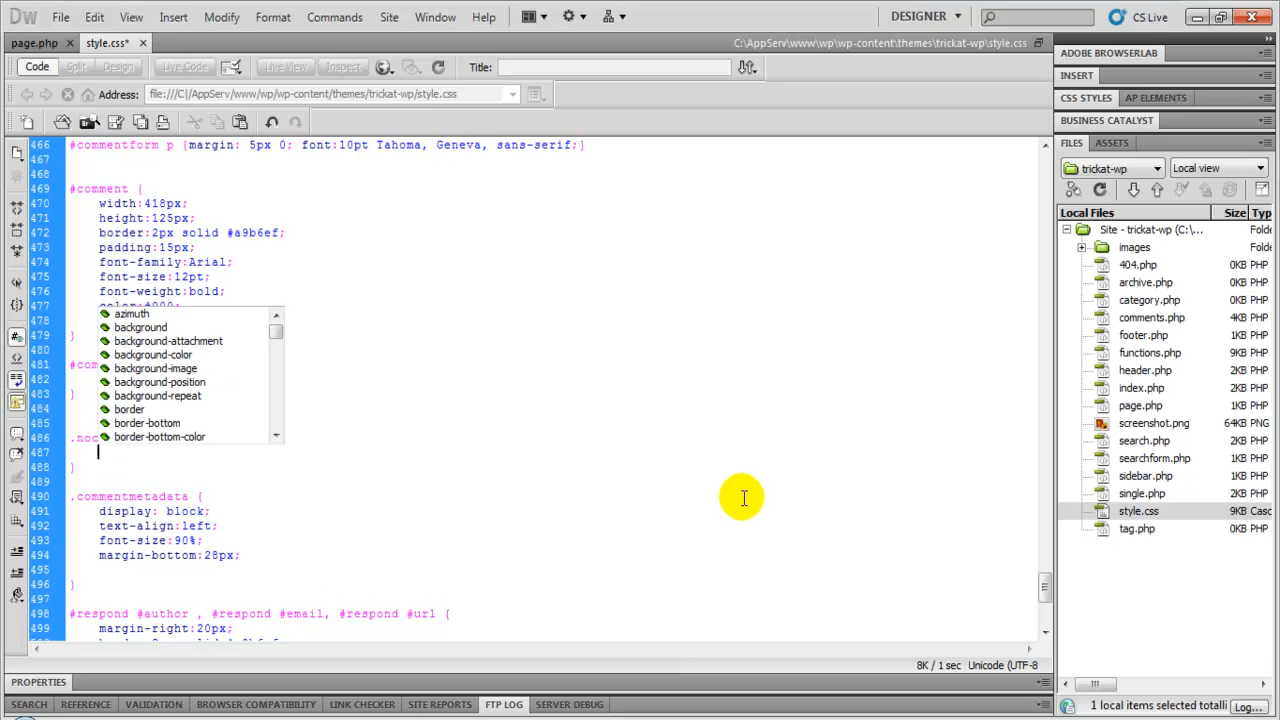 Dw File Edit View Insert Modify Format Commands Site Window Help DESIGNER CS Live
page.php style.css* C:\AppServ\www\wp\wp-content\themes\trickat-wp\style.css
Code Split Design Live Code Live View Inspect Title:
Address: file:///C|/AppServ/www/wp/wp-content/themes/trickat-wp/style.css
466 #commentform p {margin: 5px 0; font:10pt Tahoma, Geneva, sans-serif;}
467
468
469 #comment {
470 width:418px;
471 height:125px;
472 border:2px solid #a9b6ef;
473 padding:15px;
474 font-family:Arial;
475 font-size:12pt;
476 font-weight:bold;
477 color:#000;
478
479 }
480
481 #com
482
483 }
484
485
486 .noc
487
488 }
489
490 .commentmetadata {
491 display: block;
492 text-align:left;
493 font-size:90%;
494 margin-bottom:28px;
495
496 }
497
498 #respond #author , #respond #email, #respond #url {
499 margin-right:20px;
azimuth
background
background-attachment
background-color
background-image
background-position
background-repeat
border
border-bottom
border-bottom-color
8K / 1 sec Unicode (UTF-8
PROPERTIES
SEARCH REFERENCE VALIDATION BROWSER COMPATIBILITY LINK CHECKER SITE REPORTS FTP LOG SERVER DEBUG
ADOBE BROWSERLAB
INSERT
CSS STYLES AP ELEMENTS
BUSINESS CATALYST
FILES ASSETS
trickat-wp Local view
Local Files Size Typ
Site - trickat-wp (C:\... Folde
images Folde
404.php 0KB PHP
archive.php 0KB PHP
category.php 0KB PHP
comments.php 4KB PHP
footer.php 1KB PHP
functions.php 9KB PHP
header.php 2KB PHP
index.php 2KB PHP
page.php 1KB PHP
screenshot.png 64KB PNG
search.php 2KB PHP
searchform.php 1KB PHP
sidebar.php 1KB PHP
single.php 2KB PHP
style.css 9KB Casc
tag.php 0KB PHP
1 local items selected totalli Log...